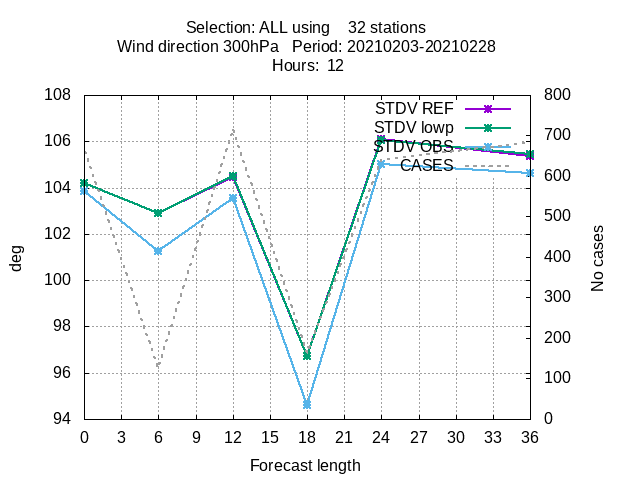 Selection: ALL using    32 stations
Wind direction 300hPa   Period: 20210203-20210228
Hours:  12
108
106
104
102
100
98
96
94
deg
800
700
600
500
400
300
200
100
0
No cases
STDV REF
STDV lowp
STDV OBS
CASES
0 3 6 9 12 15 18 21 24 27 30 33 36
Forecast length